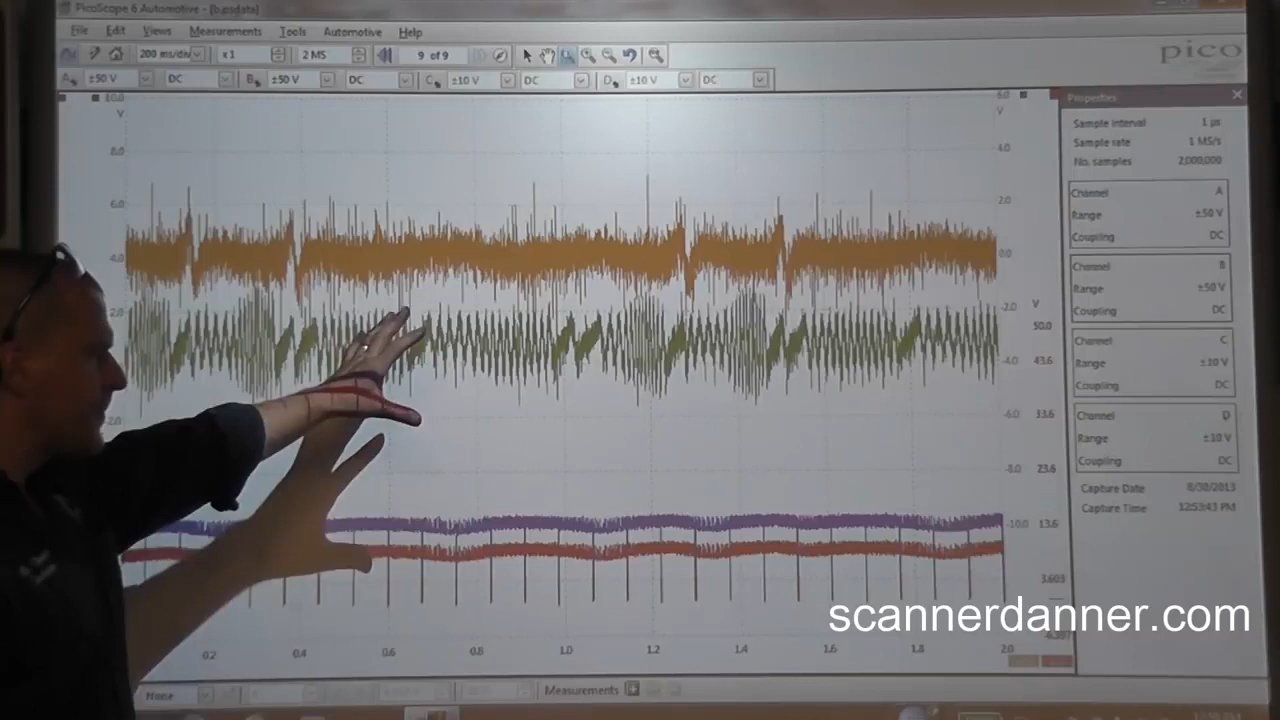 PicoScope 6 Automotive - [b.psdata]
File Edit Views Measurements Tools Automotive Help
200 ms/div x 1 2 MS 9 of 9
pico
A ±50 V DC B ±50 V DC C ±10 V DC D ±10 V DC
10.0 5.0 Properties
V V
Sample interval 1 µs
Sample rate 1 MS/s
No. samples 2,000,000
8.0 4.0
Channel A
Range ±50 V
Coupling DC
6.0 2.0
4.0 0.0
Channel B
Range ±50 V
Coupling DC
2.0 -2.0 V
50.0
Channel C
Range ±10 V
Coupling DC
-4.0 43.6
-2.0 -6.0 33.6
Channel D
Range ±10 V
Coupling DC
-8.0 23.6
Capture Date 8/30/2013
Capture Time 12:53:43 PM
-10.0 13.6
3.603
scannerdanner.com
0.2 0.4 0.6 0.8 1.0 1.2 1.4 1.6 1.8 2.0
None Measurements